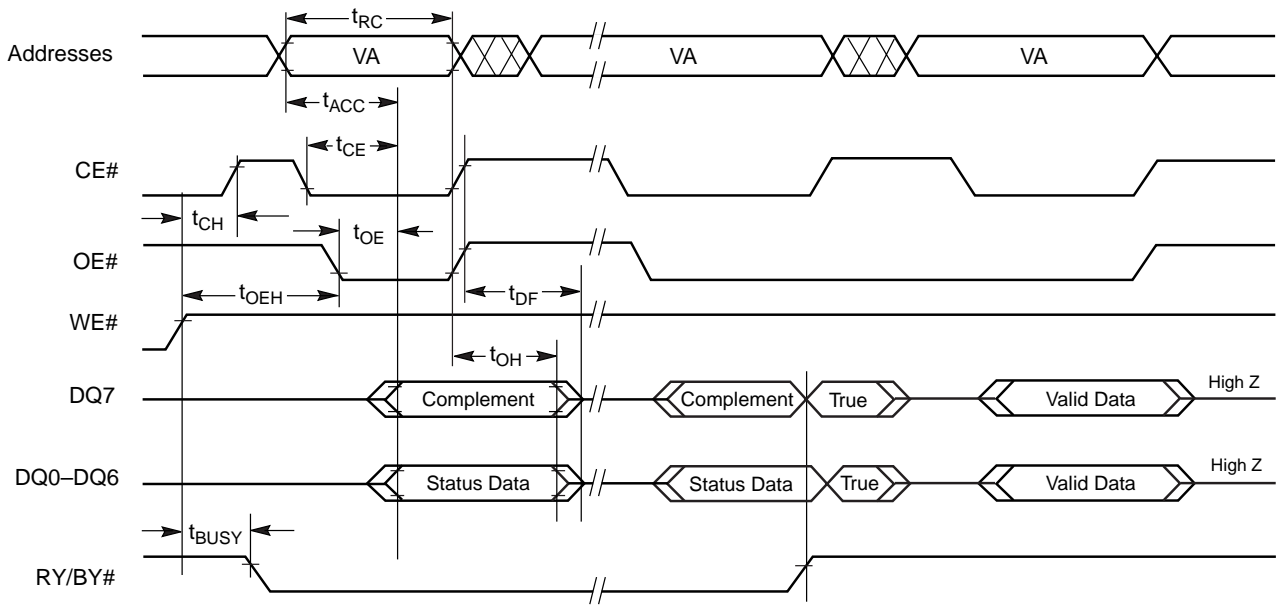 tRC
Addresses VA VA VA
tACC
tCE
CE#
tCH tOE
OE#
tOEH tDF
WE#
tOH
DQ7 Complement Complement True Valid Data High Z
DQ0–DQ6 Status Data Status Data True Valid Data High Z
tBUSY
RY/BY#